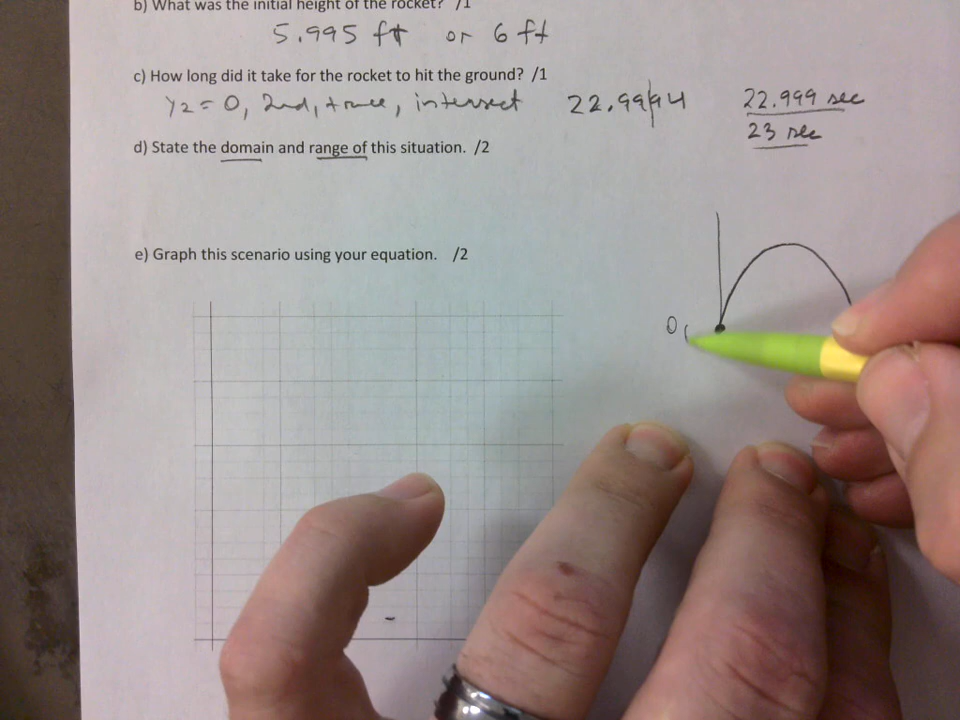 b) What was the initial height of the rocket? /1
5.995 ft or 6 ft
c) How long did it take for the rocket to hit the ground? /1
y2 = 0, 2nd, trace, intersect 22.9994 22.999 sec
23 sec
d) State the domain and range of this situation. /2
e) Graph this scenario using your equation. /2
0,